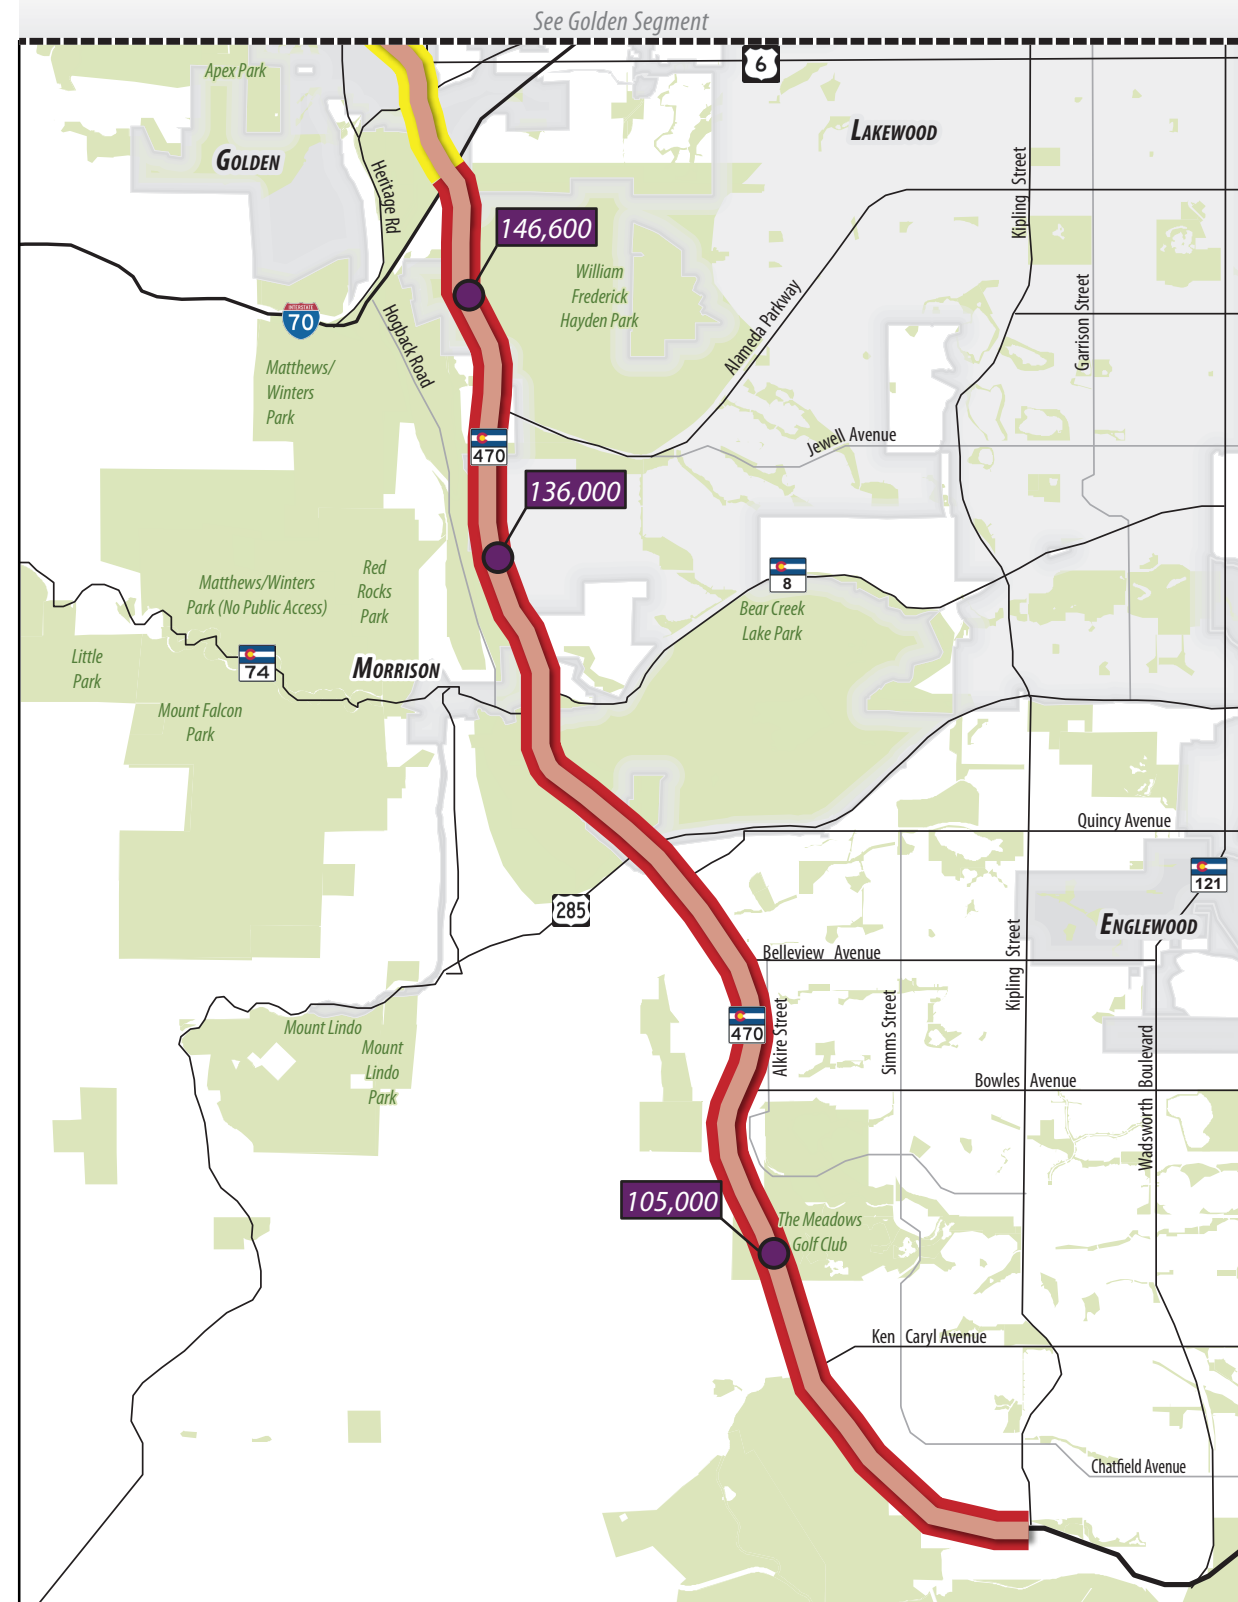 See Golden Segment
Apex Park
6
LAKEWOOD
GOLDEN
Kipling Street
Heritage Rd
146,600
William
Frederick
Hayden Park
Garrison Street
Alameda Parkway
INTERSTATE
70
Hogback Road
Matthews/
Winters
Park
Jewell Avenue
470
136,000
Red
Rocks
Park
Matthews/Winters
Park (No Public Access)
8
Bear Creek
Lake Park
Little
Park
74
MORRISON
Mount Falcon
Park
Quincy Avenue
121
285
ENGLEWOOD
Kipling Street
Belleview Avenue
Alkire Street
Simms Street
470
Mount Lindo
Mount
Lindo
Park
Wadsworth Boulevard
Bowles Avenue
105,000
The Meadows
Golf Club
Ken Caryl Avenue
Chatfield Avenue